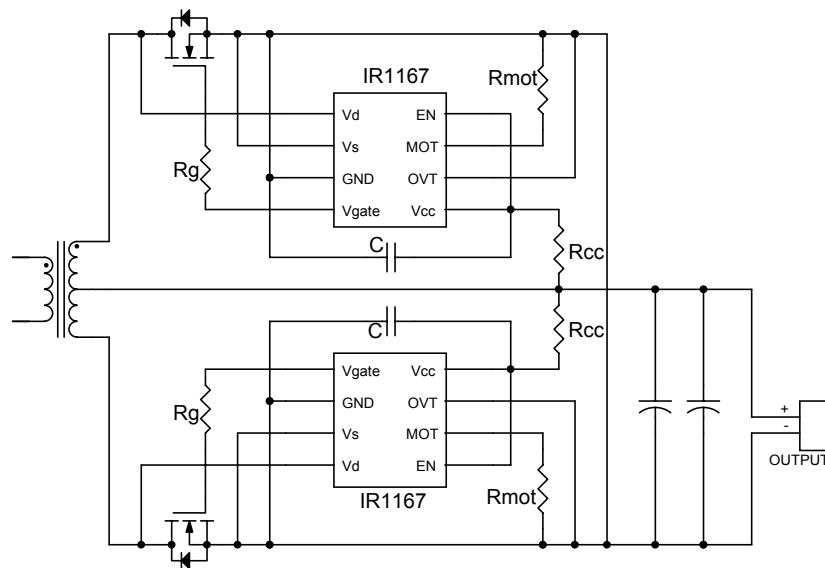 IR1167
Rmot
Vd
EN
Vs
MOT
Rg
GND
OVT
Vgate
Vcc
C
Rcc
C
Rcc
Vgate
Vcc
Rg
GND
OVT
+
Vs
MOT
-
Vd
EN
OUTPUT
IR1167
Rmot